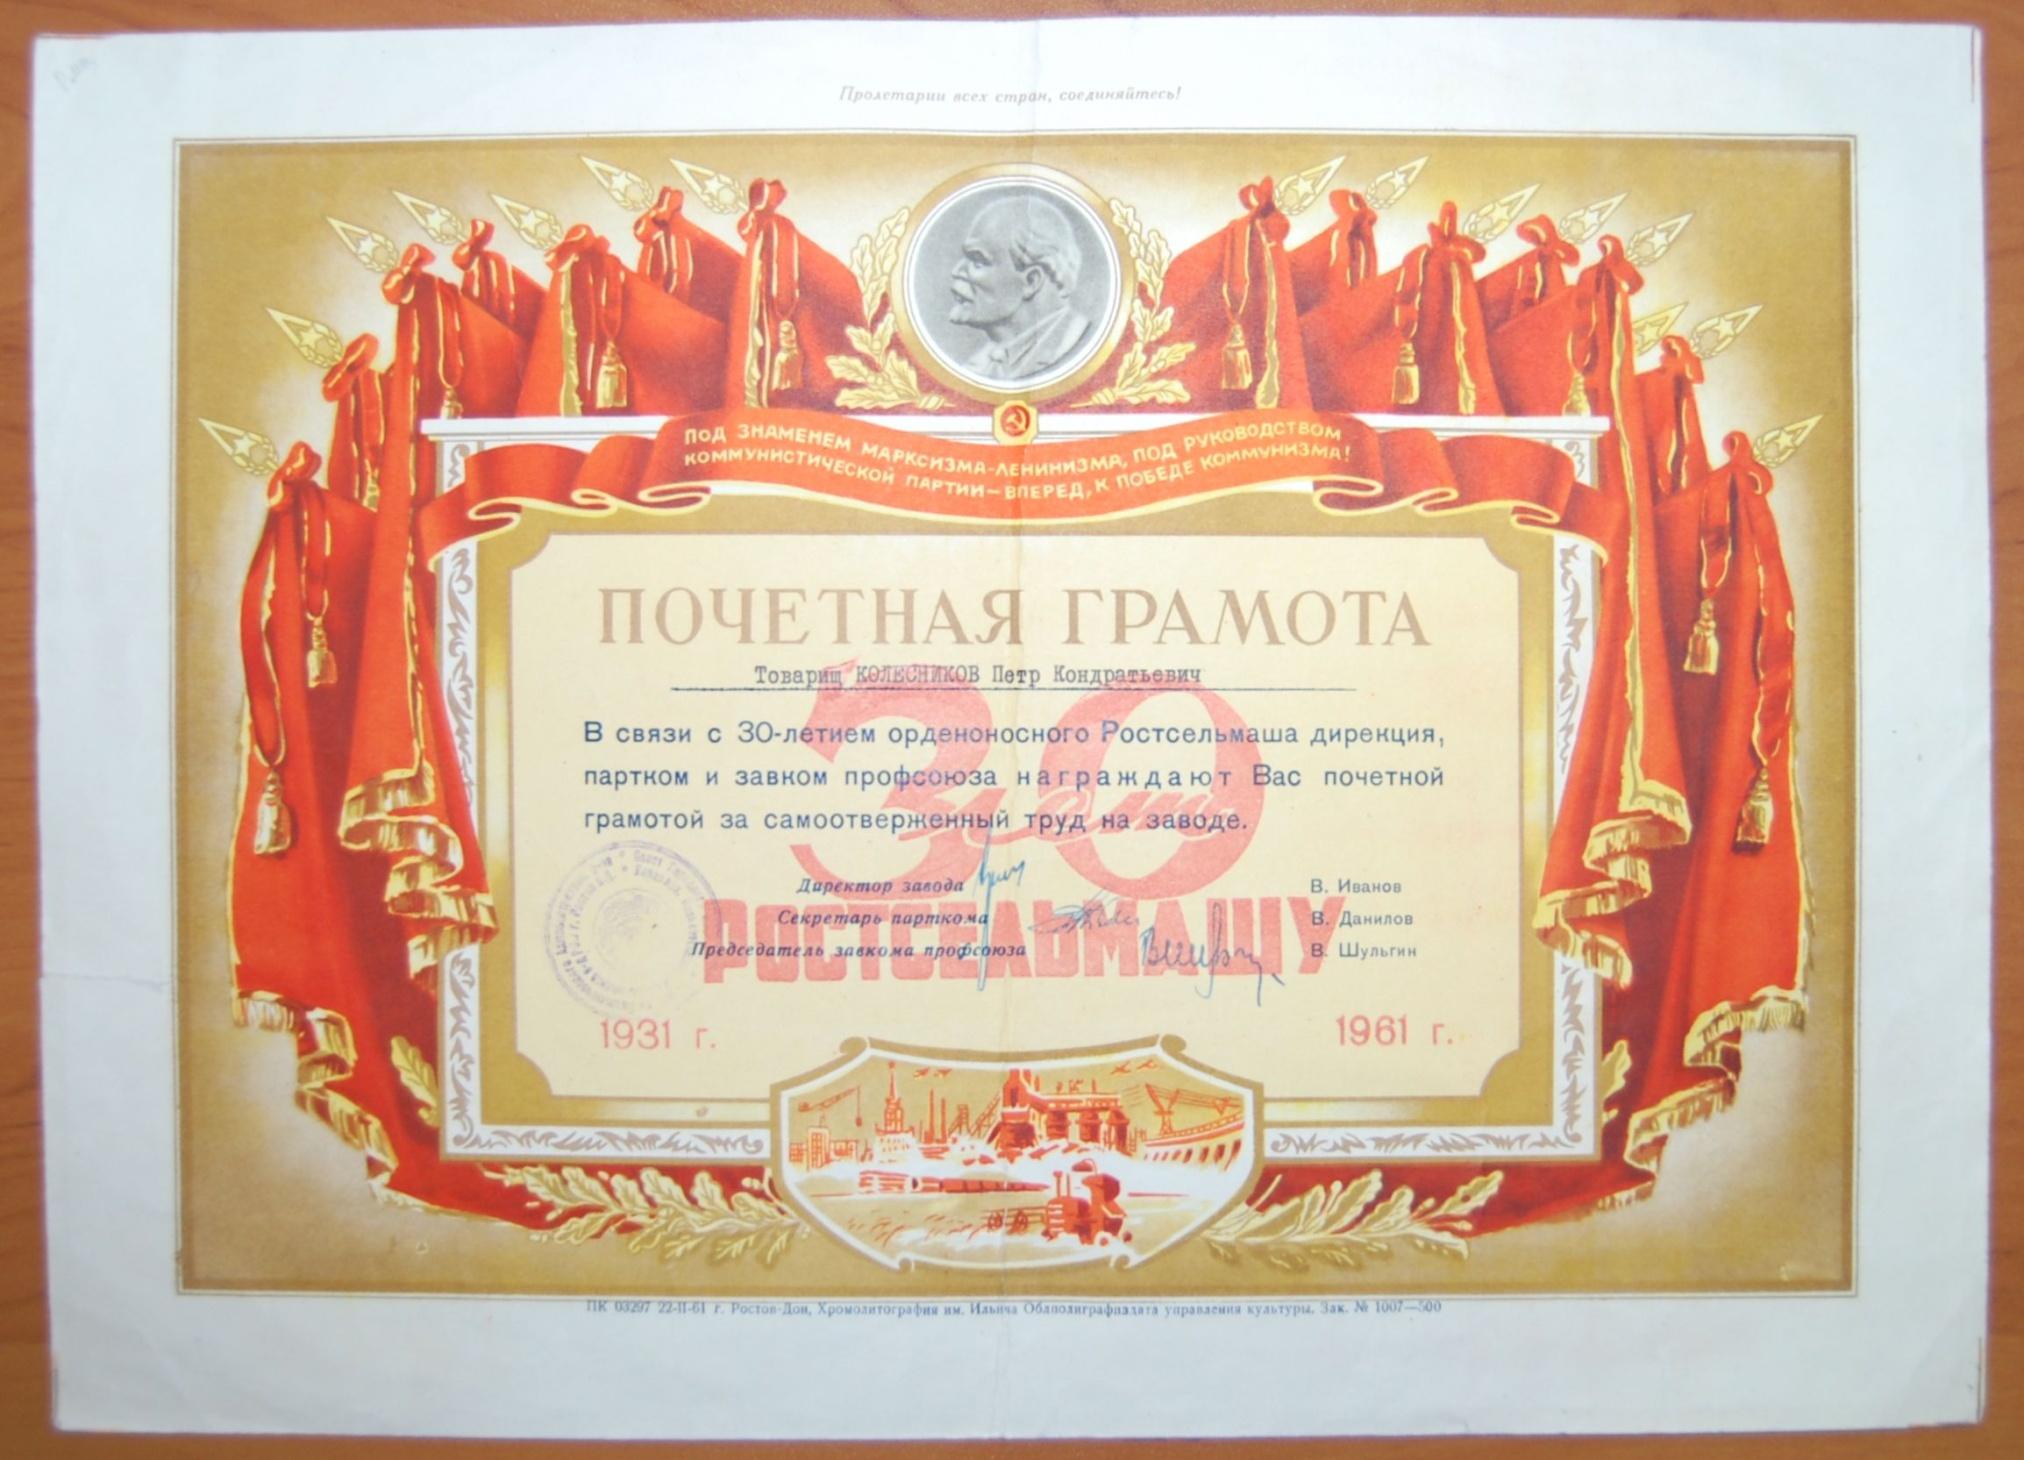 Пролетарии всех стран, соединяйтесь!
ПОД ЗНАМЕНЕМ МАРКСИЗМА-ЛЕНИНИЗМА, ПОД РУКОВОДСТВОМ
КОММУНИСТИЧЕСКОЙ ПАРТИИ — ВПЕРЕД, К ПОБЕДЕ КОММУНИЗМА!
ПОЧЕТНАЯ ГРАМОТА
Товарищ КОЛЕСНИКОВ Петр Кондратьевич
30 лет
РОСТСЕЛЬМАШУ
В связи с 30-летием орденоносного Ростсельмаша дирекция,
партком и завком профсоюза награждают Вас почетной
грамотой за самоотверженный труд на заводе.
Директор завода В. Иванов
Секретарь парткома В. Данилов
Председатель завкома профсоюза В. Шульгин
1931 г. 1961 г.
ПК 03297 22-II-61 г. Ростов-Дон, Хромолитография им. Ильича Облполиграфиздата управления культуры. Зак. № 1007—500